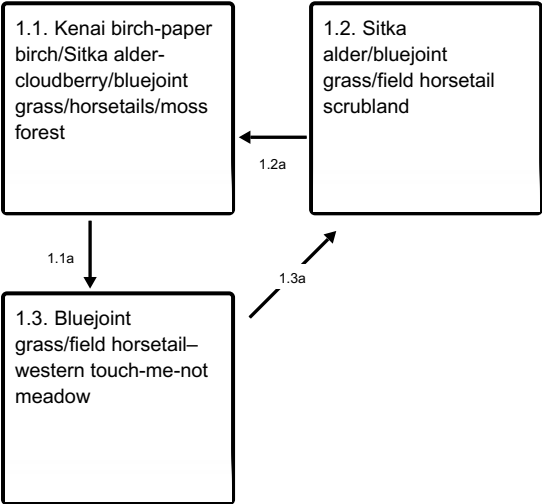 1.1. Kenai birch-paper
birch/Sitka alder-
cloudberry/bluejoint
grass/horsetails/moss
forest
1.2. Sitka
alder/bluejoint
grass/field horsetail
scrubland
1.2a
1.1a
1.3a
1.3. Bluejoint
grass/field horsetail–
western touch-me-not
meadow